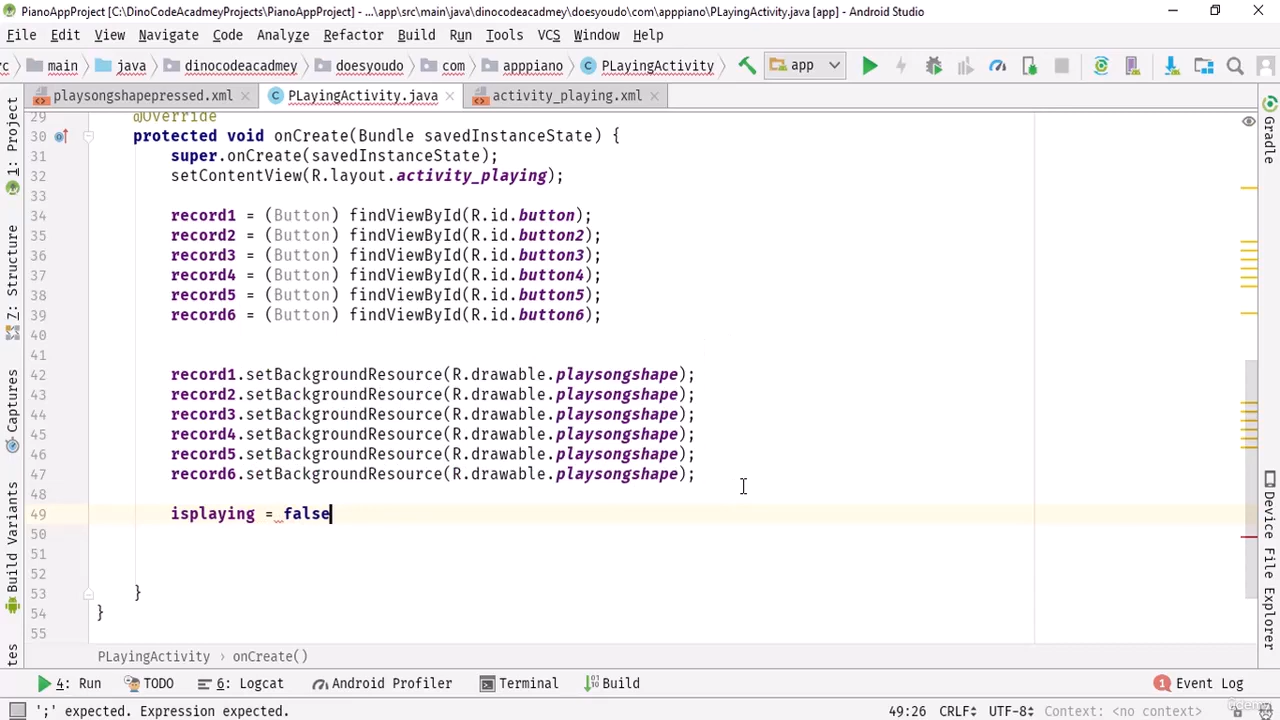 PianoAppProject [C:\DinoCodeAcadmeyProjects\PianoAppProject] - ...\app\src\main\java\dinocodeacadmey\doesyoudo\com\apppiano\PLayingActivity.java [app] - Android Studio
File Edit View Navigate Code Analyze Refactor Build Run Tools VCS Window Help
rc main java dinocodeacadmey doesyoudo com apppiano PLayingActivity app
playsongshapepressed.xml PLayingActivity.java activity_playing.xml
1: Project
Z: Structure
Captures
Build Variants
tes
29 @Override
30 protected void onCreate(Bundle savedInstanceState) {
31 super.onCreate(savedInstanceState);
32 setContentView(R.layout.activity_playing);
33
34 record1 = (Button) findViewById(R.id.button);
35 record2 = (Button) findViewById(R.id.button2);
36 record3 = (Button) findViewById(R.id.button3);
37 record4 = (Button) findViewById(R.id.button4);
38 record5 = (Button) findViewById(R.id.button5);
39 record6 = (Button) findViewById(R.id.button6);
40
41
42 record1.setBackgroundResource(R.drawable.playsongshape);
43 record2.setBackgroundResource(R.drawable.playsongshape);
44 record3.setBackgroundResource(R.drawable.playsongshape);
45 record4.setBackgroundResource(R.drawable.playsongshape);
46 record5.setBackgroundResource(R.drawable.playsongshape);
47 record6.setBackgroundResource(R.drawable.playsongshape);
48
49 isplaying = false
50
51
52
53 }
54 }
55
Gradle
Device File Explorer
PLayingActivity onCreate()
4: Run TODO 6: Logcat Android Profiler Terminal Build 1 Event Log
';' expected. Expression expected. 49:26 CRLF UTF-8 Context: <no context>
Udemy